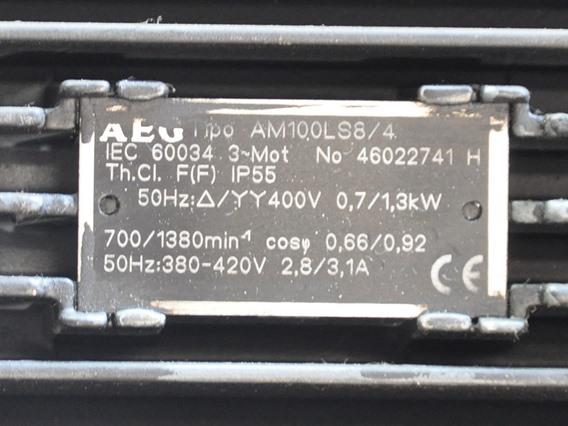 AEG Tipo AM100LS8/4
IEC 60034 3~Mot No 46022741 H
Th.Cl. F(F) IP55
50Hz:△/YY400V 0,7/1,3kW
700/1380min⁻¹ cosφ 0,66/0,92
50Hz:380-420V 2,8/3,1A
CE